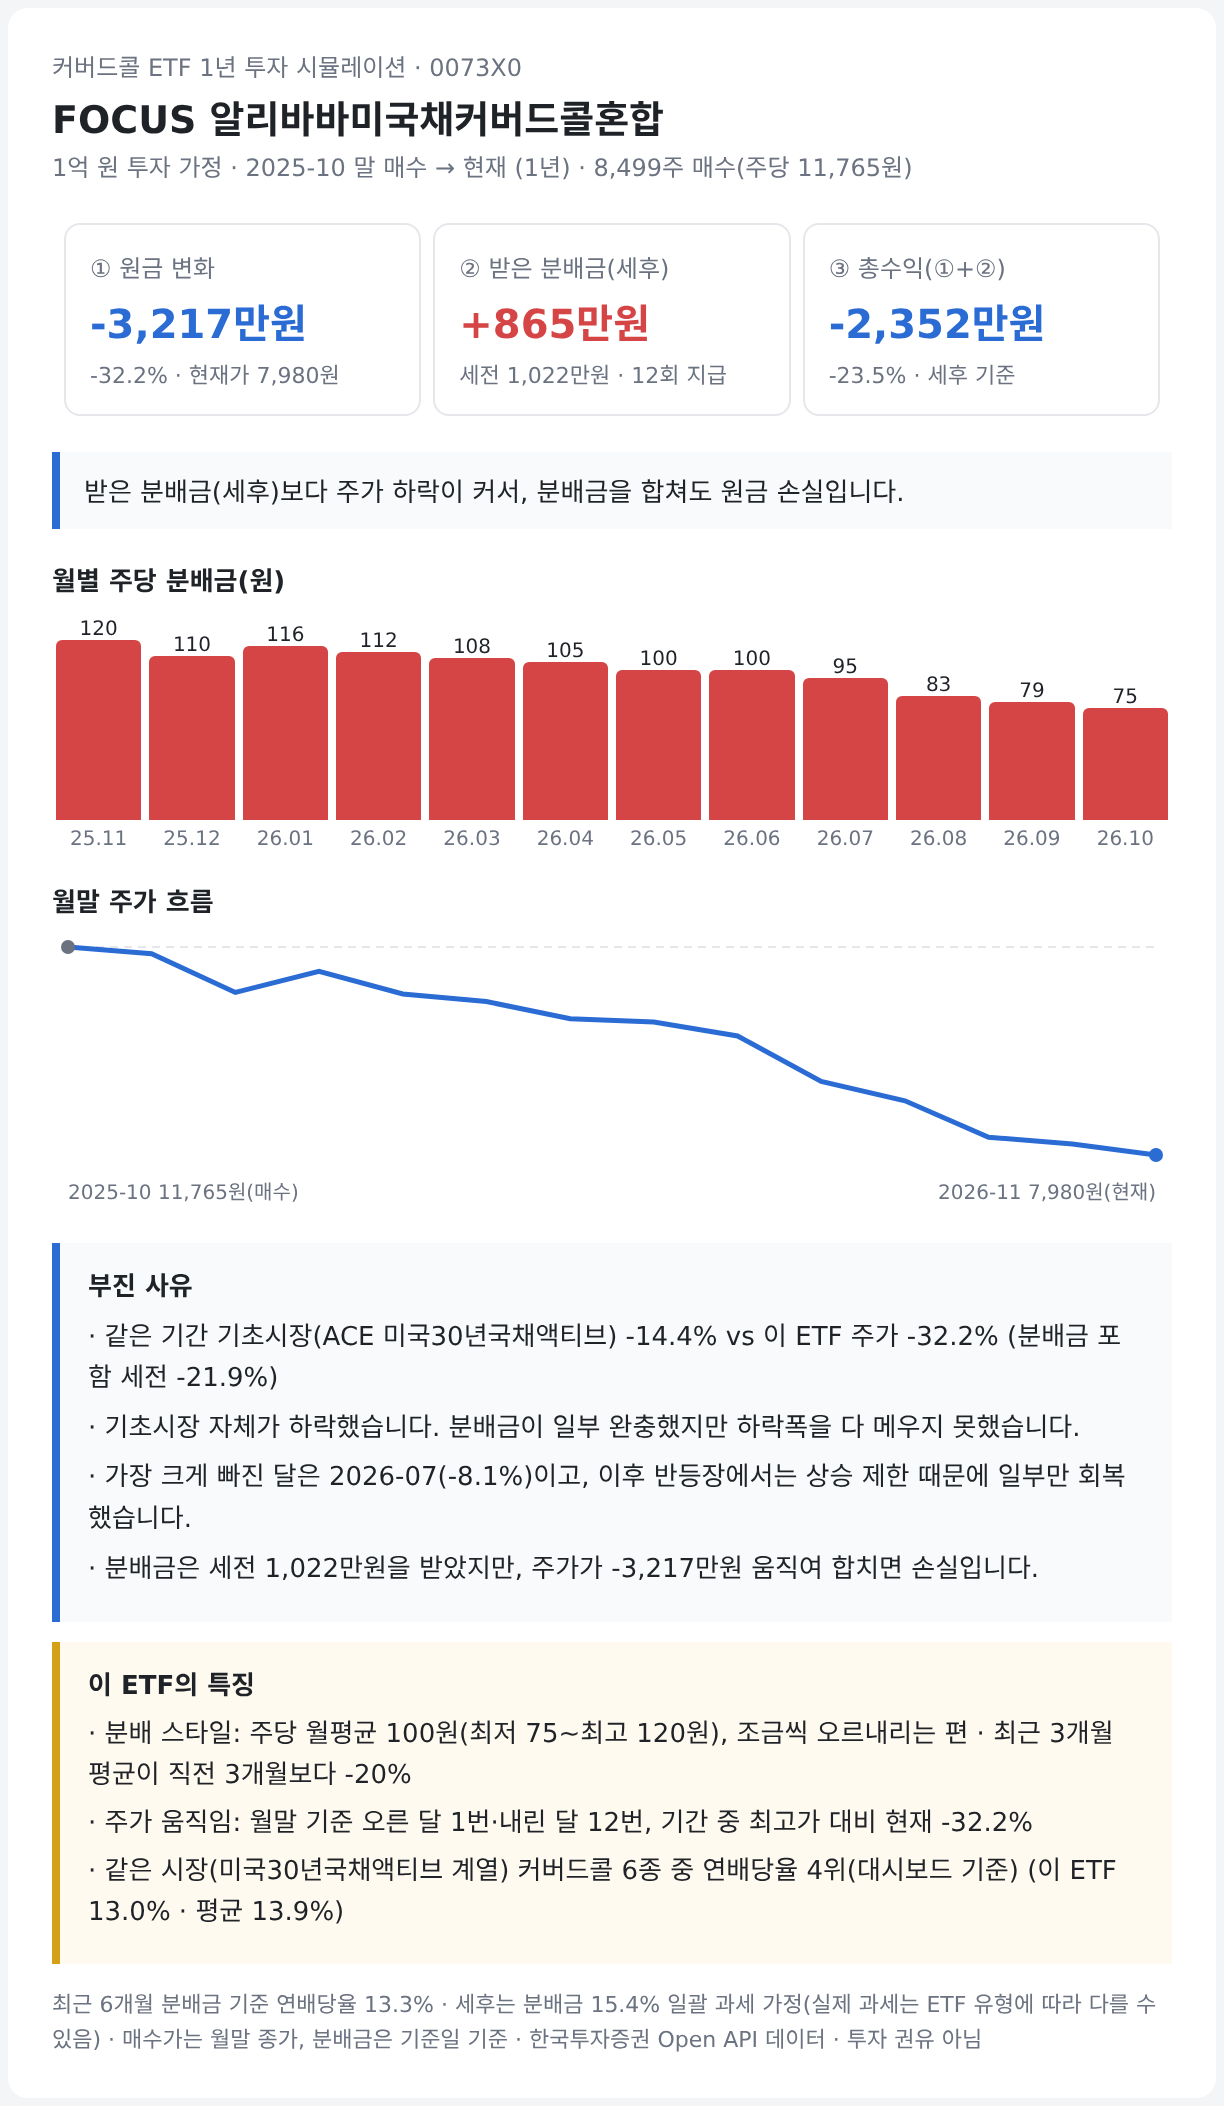 커버드콜 ETF 1년 투자 시뮬레이션 · 0073X0
FOCUS 알리바바미국채커버드콜혼합
1억 원 투자 가정 · 2025-10 말 매수 → 현재 (1년) · 8,499주 매수(주당 11,765원)
① 원금 변화
-3,217만원
-32.2% · 현재가 7,980원
② 받은 분배금(세후)
+865만원
세전 1,022만원 · 12회 지급
③ 총수익(①+②)
-2,352만원
-23.5% · 세후 기준
받은 분배금(세후)보다 주가 하락이 커서, 분배금을 합쳐도 원금 손실입니다.
월별 주당 분배금(원)
120 110 116 112 108 105 100 100 95 83 79 75
25.11 25.12 26.01 26.02 26.03 26.04 26.05 26.06 26.07 26.08 26.09 26.10
월말 주가 흐름
2025-10 11,765원(매수) 2026-11 7,980원(현재)
부진 사유
· 같은 기간 기초시장(ACE 미국30년국채액티브) -14.4% vs 이 ETF 주가 -32.2% (분배금 포
함 세전 -21.9%)
· 기초시장 자체가 하락했습니다. 분배금이 일부 완충했지만 하락폭을 다 메우지 못했습니다.
· 가장 크게 빠진 달은 2026-07(-8.1%)이고, 이후 반등장에서는 상승 제한 때문에 일부만 회복
했습니다.
· 분배금은 세전 1,022만원을 받았지만, 주가가 -3,217만원 움직여 합치면 손실입니다.
이 ETF의 특징
· 분배 스타일: 주당 월평균 100원(최저 75~최고 120원), 조금씩 오르내리는 편 · 최근 3개월
평균이 직전 3개월보다 -20%
· 주가 움직임: 월말 기준 오른 달 1번·내린 달 12번, 기간 중 최고가 대비 현재 -32.2%
· 같은 시장(미국30년국채액티브 계열) 커버드콜 6종 중 연배당율 4위(대시보드 기준) (이 ETF
13.0% · 평균 13.9%)
최근 6개월 분배금 기준 연배당율 13.3% · 세후는 분배금 15.4% 일괄 과세 가정(실제 과세는 ETF 유형에 따라 다를 수
있음) · 매수가는 월말 종가, 분배금은 기준일 기준 · 한국투자증권 Open API 데이터 · 투자 권유 아님